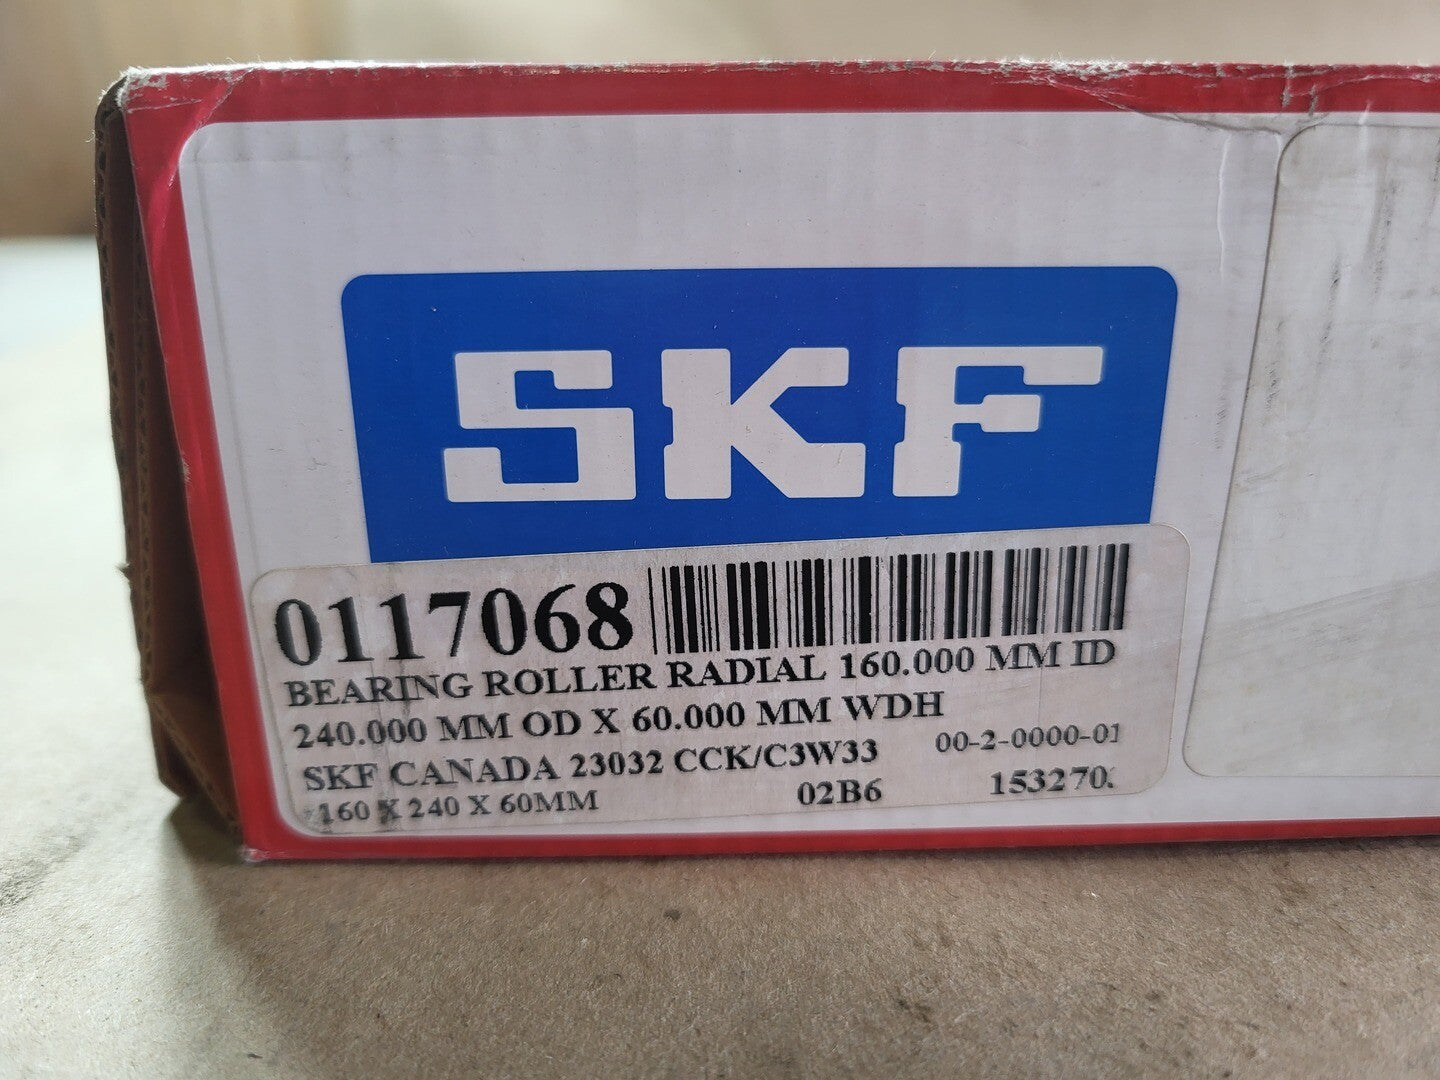 SKF
0117068
BEARING ROLLER RADIAL 160.000 MM ID
240.000 MM OD X 60.000 MM WDH
SKF CANADA 23032 CCK/C3W33 00-2-0000-01
160 X 240 X 60MM 02B6 153270